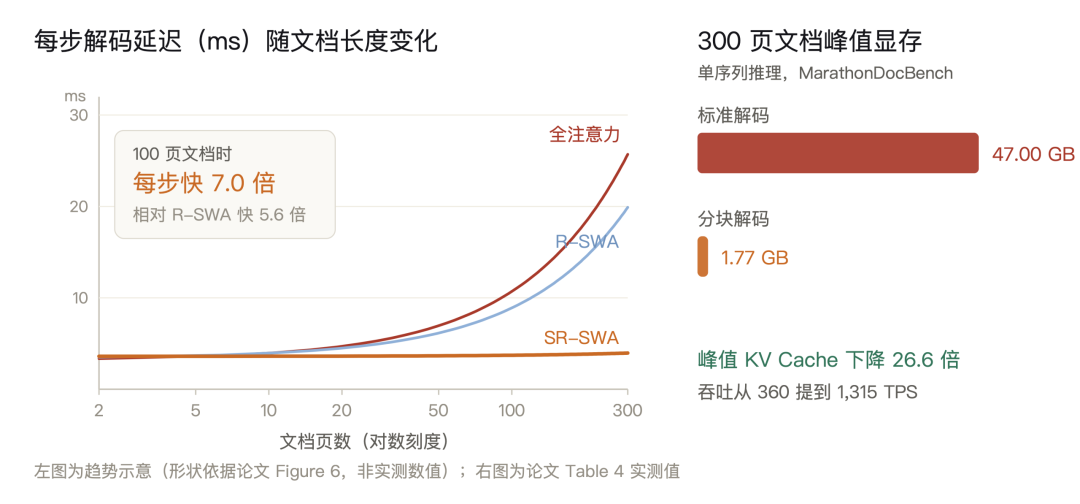 每步解码延迟（ms）随文档长度变化
ms
30
20
10
100 页文档时
每步快 7.0 倍
相对 R–SWA 快 5.6 倍
全注意力
R–SWA
SR–SWA
2 5 10 20 50 100 300
文档页数（对数刻度）
300 页文档峰值显存
单序列推理，MarathonDocBench
标准解码
47.00 GB
分块解码
1.77 GB
峰值 KV Cache 下降 26.6 倍
吞吐从 360 提到 1,315 TPS
左图为趋势示意（形状依据论文 Figure 6，非实测数值）；右图为论文 Table 4 实测值